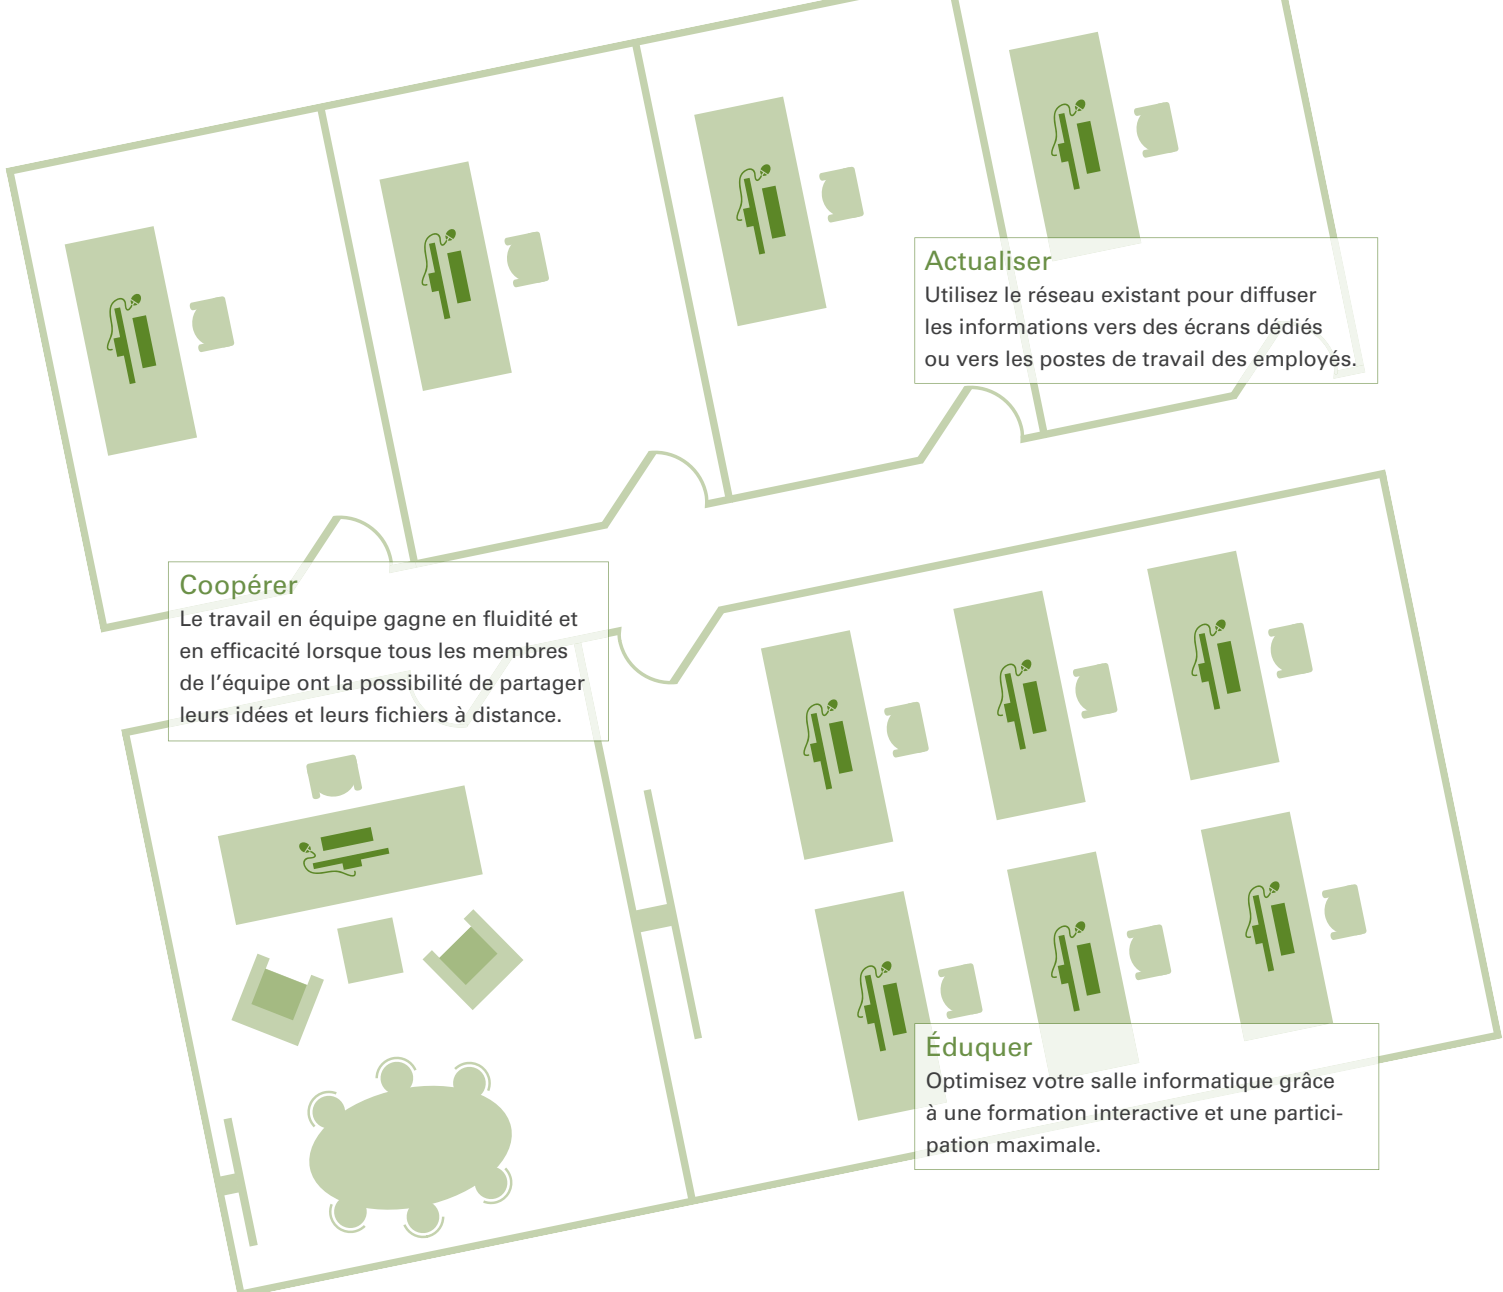 Actualiser
Utilisez le réseau existant pour diffuser
les informations vers des écrans dédiés
ou vers les postes de travail des employés.
Coopérer
Le travail en équipe gagne en fluidité et
en efficacité lorsque tous les membres
de l'équipe ont la possibilité de partager
leurs idées et leurs fichiers à distance.
Éduquer
Optimisez votre salle informatique grâce
à une formation interactive et une partici-
pation maximale.